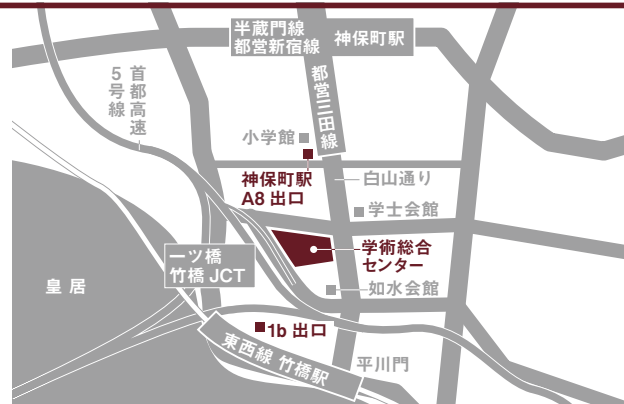 半蔵門線
都営新宿線
神保町駅
首都高速
5号線
都営三田線
小学館
神保町駅
A8 出口
白山通り
学士会館
学術総合
センター
一ツ橋
竹橋 JCT
皇居
如水会館
1b 出口
東西線 竹橋駅
平川門